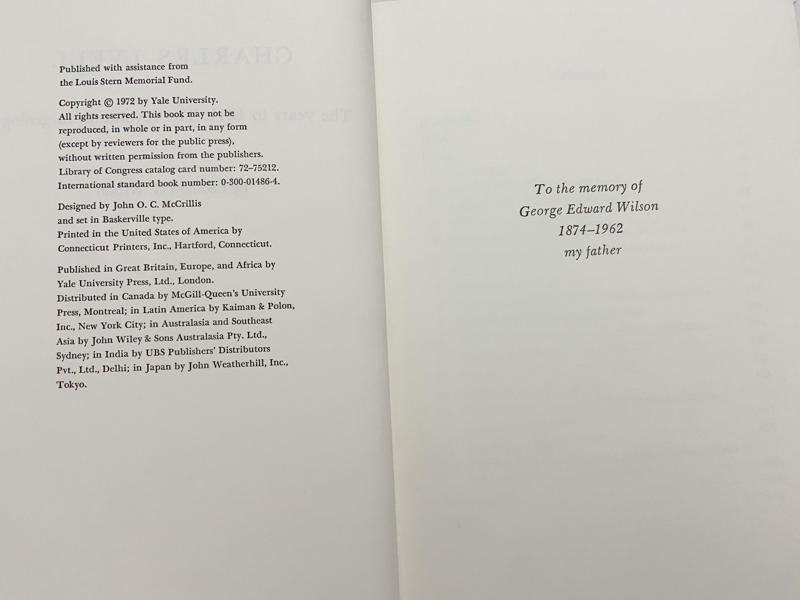 Published with assistance from
the Louis Stern Memorial Fund.
Copyright © 1972 by Yale University.
All rights reserved. This book may not be
reproduced, in whole or in part, in any form
(except by reviewers for the public press),
without written permission from the publishers.
Library of Congress catalog card number: 72–75212.
International standard book number: 0-300-01486-4.
Designed by John O. C. McCrillis
and set in Baskerville type.
Printed in the United States of America by
Connecticut Printers, Inc., Hartford, Connecticut.
Published in Great Britain, Europe, and Africa by
Yale University Press, Ltd., London.
Distributed in Canada by McGill-Queen's University
Press, Montreal; in Latin America by Kaiman & Polon,
Inc., New York City; in Australasia and Southeast
Asia by John Wiley & Sons Australasia Pty. Ltd.,
Sydney; in India by UBS Publishers' Distributors
Pvt., Ltd., Delhi; in Japan by John Weatherhill, Inc.,
Tokyo.
To the memory of
George Edward Wilson
1874–1962
my father